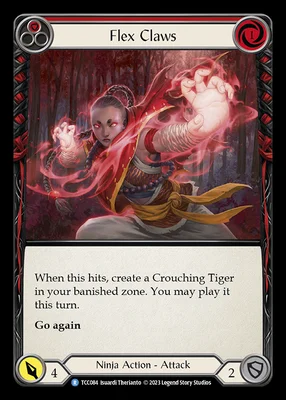 Flex Claws
When this hits, create a Crouching Tiger
in your banished zone. You may play it
this turn.
Go again
Ninja Action - Attack
4
2
R TCC084 Isuardi Therianto © 2023 Legend Story Studios